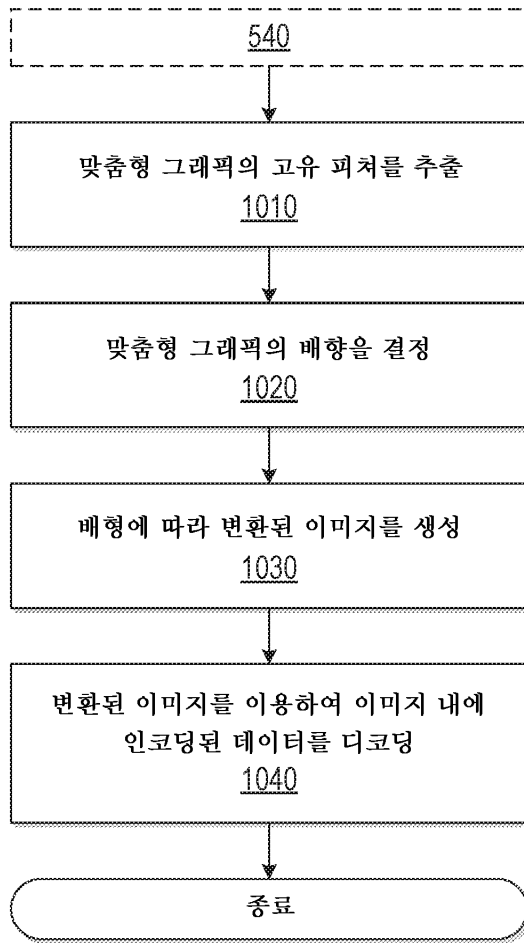 540
맞춤형 그래픽의 고유 피쳐를 추출
1010
맞춤형 그래픽의 배향을 결정
1020
배형에 따라 변환된 이미지를 생성
1030
변환된 이미지를 이용하여 이미지 내에
인코딩된 데이터를 디코딩
1040
종료